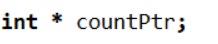 int * countPtr;